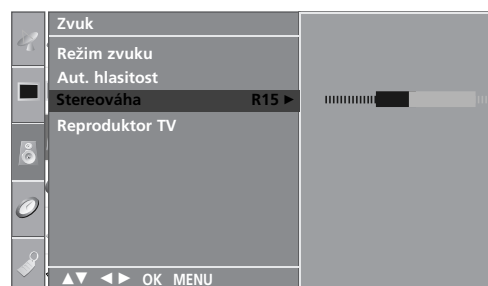 Zvuk
Režim zvuku
Aut. hlasitost
Stereováha R15 ►
Reproduktor TV
▲▼ ◄► OK MENU